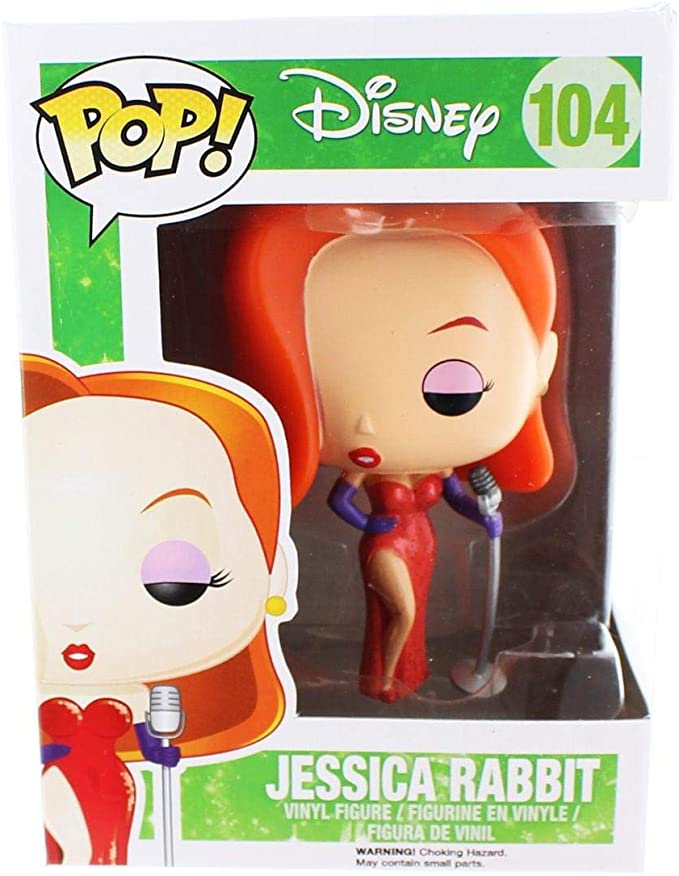 POP!
Disney
104
JESSICA RABBIT
VINYL FIGURE / FIGURINE EN VINYLE /
FIGURA DE VINIL
WARNING! Choking Hazard.
May contain small parts.